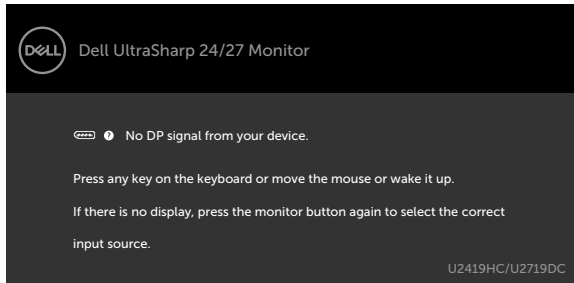 DELL
Dell UltraSharp 24/27 Monitor
? No DP signal from your device.
Press any key on the keyboard or move the mouse or wake it up.
If there is no display, press the monitor button again to select the correct
input source.
U2419HC/U2719DC